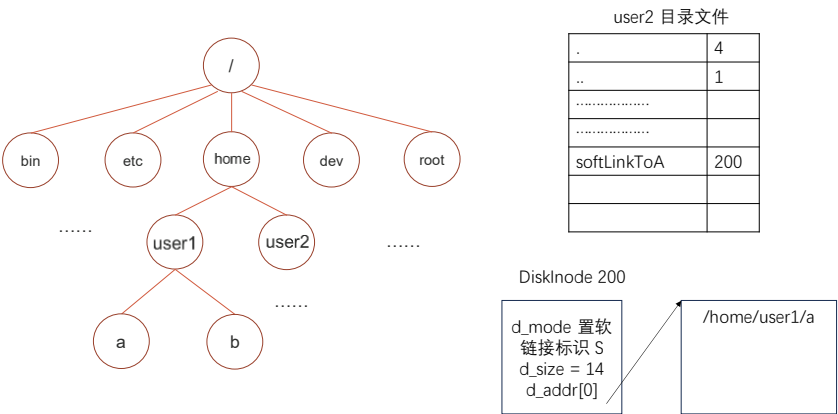 /
bin
etc
home
dev
root
……
user1
user2
……
……
a
b
user2 目录文件
. 4
.. 1
………………
………………
softLinkToA 200
DiskInode 200
d_mode 置软
链接标识 S
d_size = 14
d_addr[0]
/home/user1/a